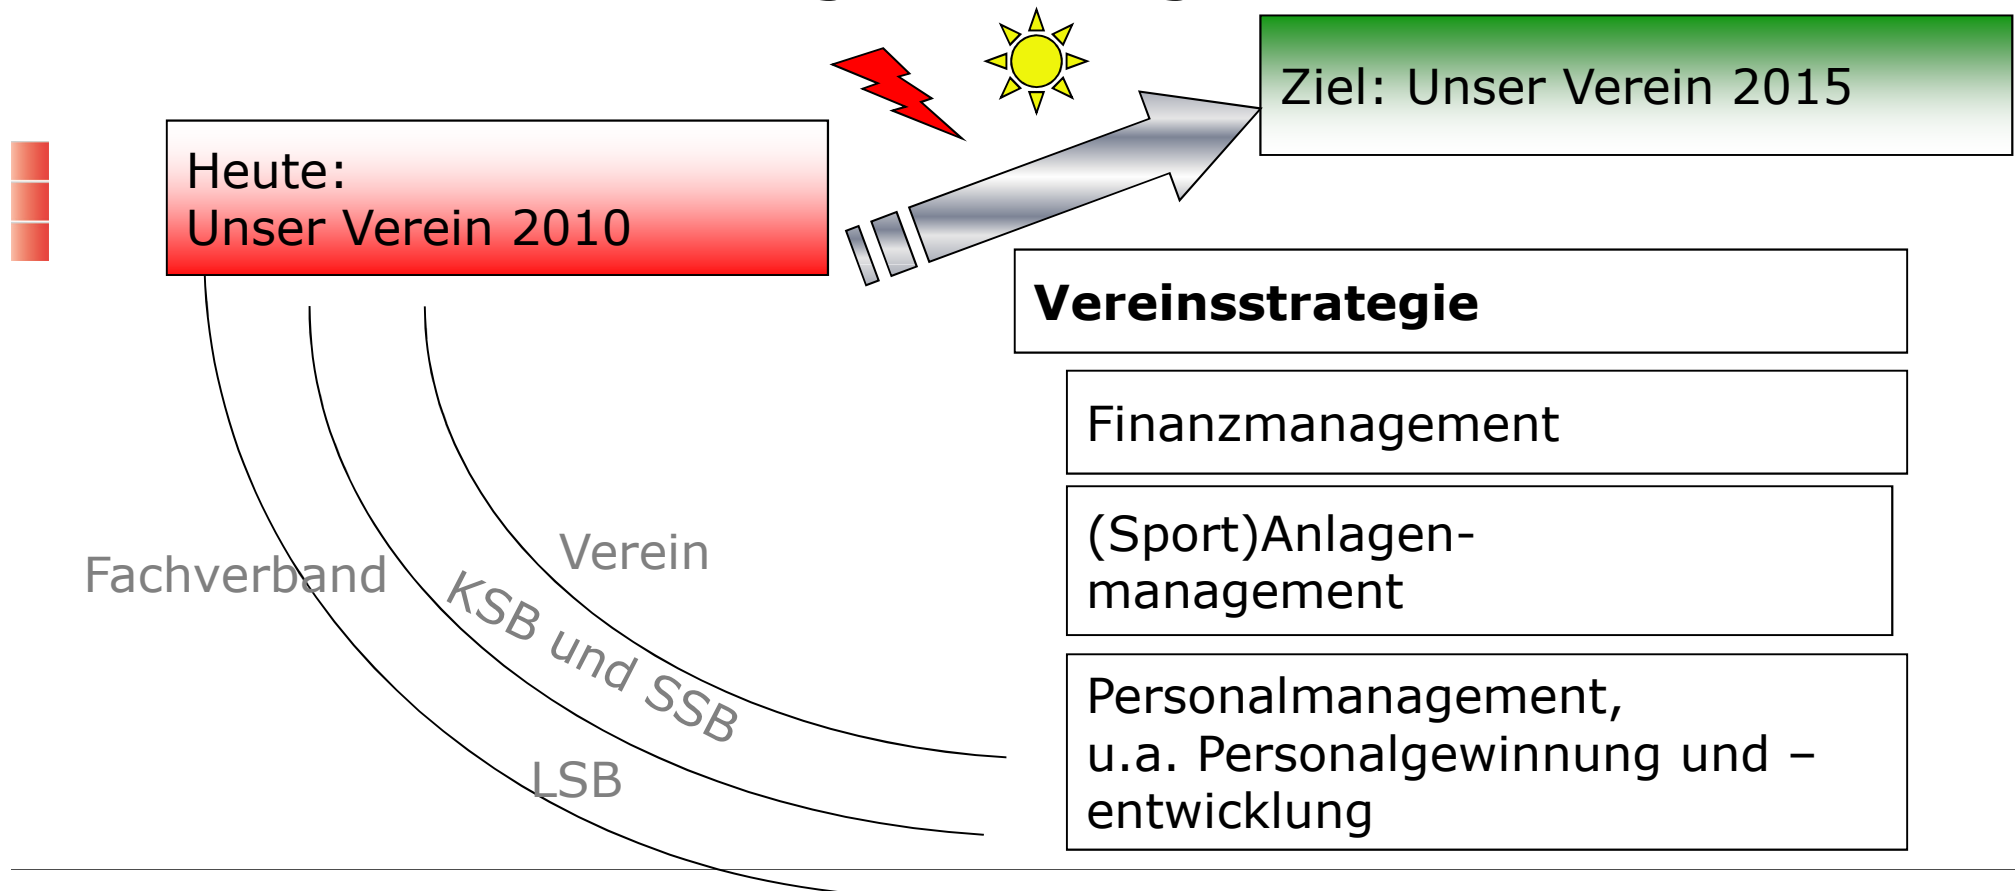 Ziel: Unser Verein 2015
Heute:
Unser Verein 2010
Vereinsstrategie
Finanzmanagement
(Sport)Anlagen-
management
Personalmanagement,
u.a. Personalgewinnung und –
entwicklung
Verein
Fachverband
KSB und SSB
LSB